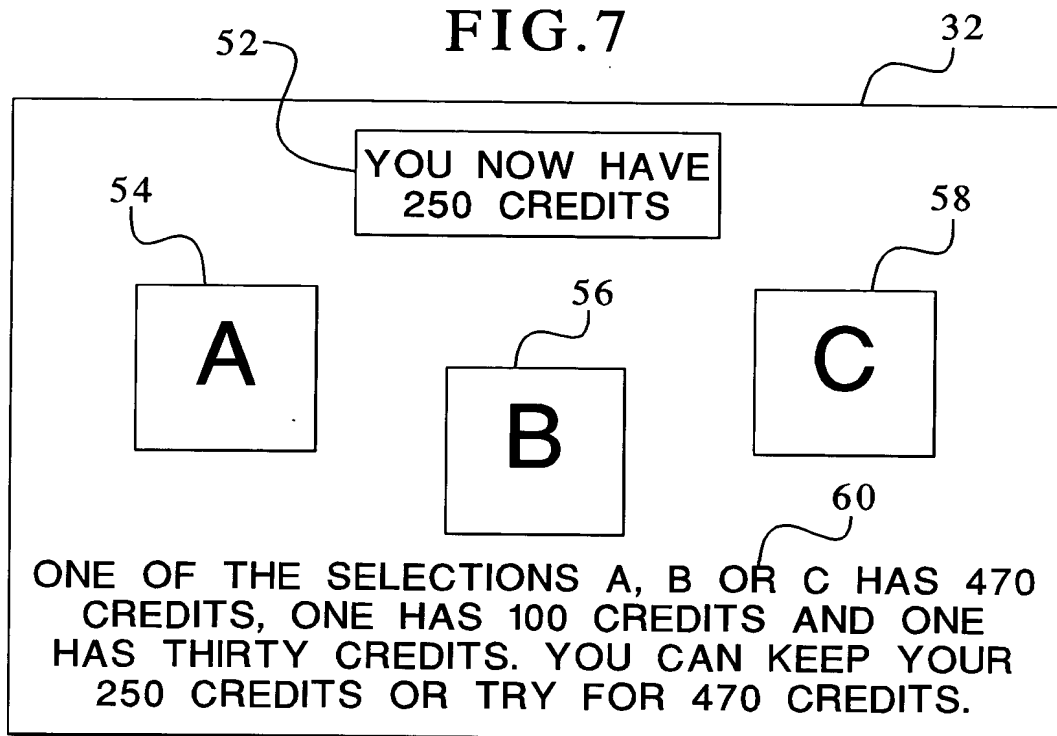 FIG.7
52
32
YOU NOW HAVE
250 CREDITS
54
58
A
56
C
B
60
ONE OF THE SELECTIONS A, B OR C HAS 470
CREDITS, ONE HAS 100 CREDITS AND ONE
HAS THIRTY CREDITS. YOU CAN KEEP YOUR
250 CREDITS OR TRY FOR 470 CREDITS.